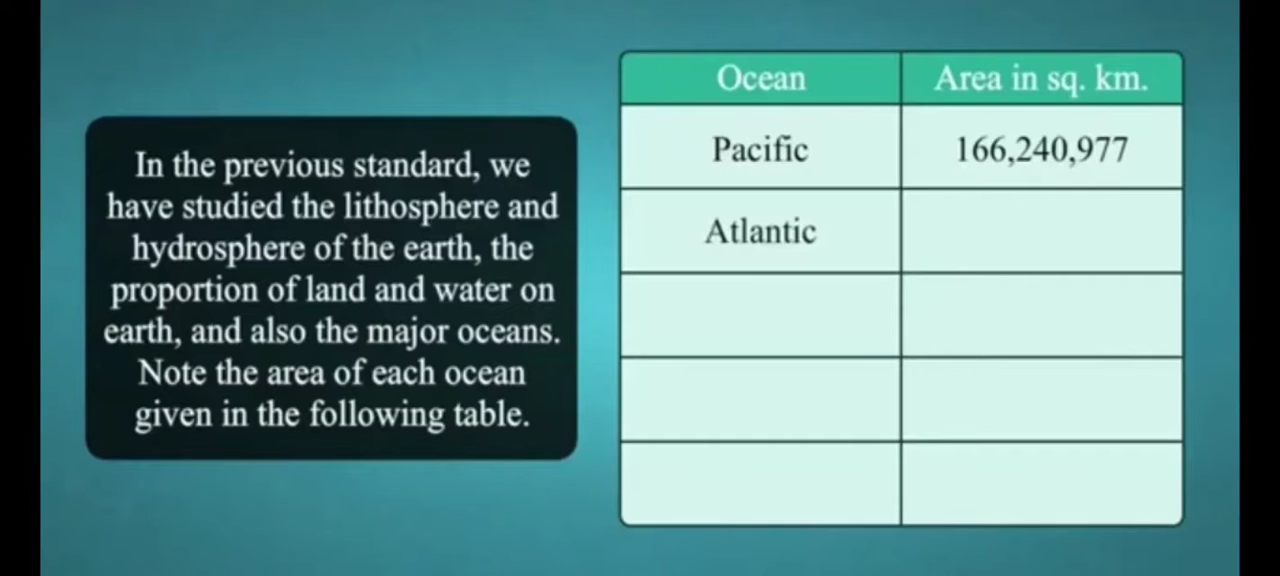 In the previous standard, we
have studied the lithosphere and
hydrosphere of the earth, the
proportion of land and water on
earth, and also the major oceans.
Note the area of each ocean
given in the following table.
Ocean Area in sq. km.
Pacific 166,240,977
Atlantic